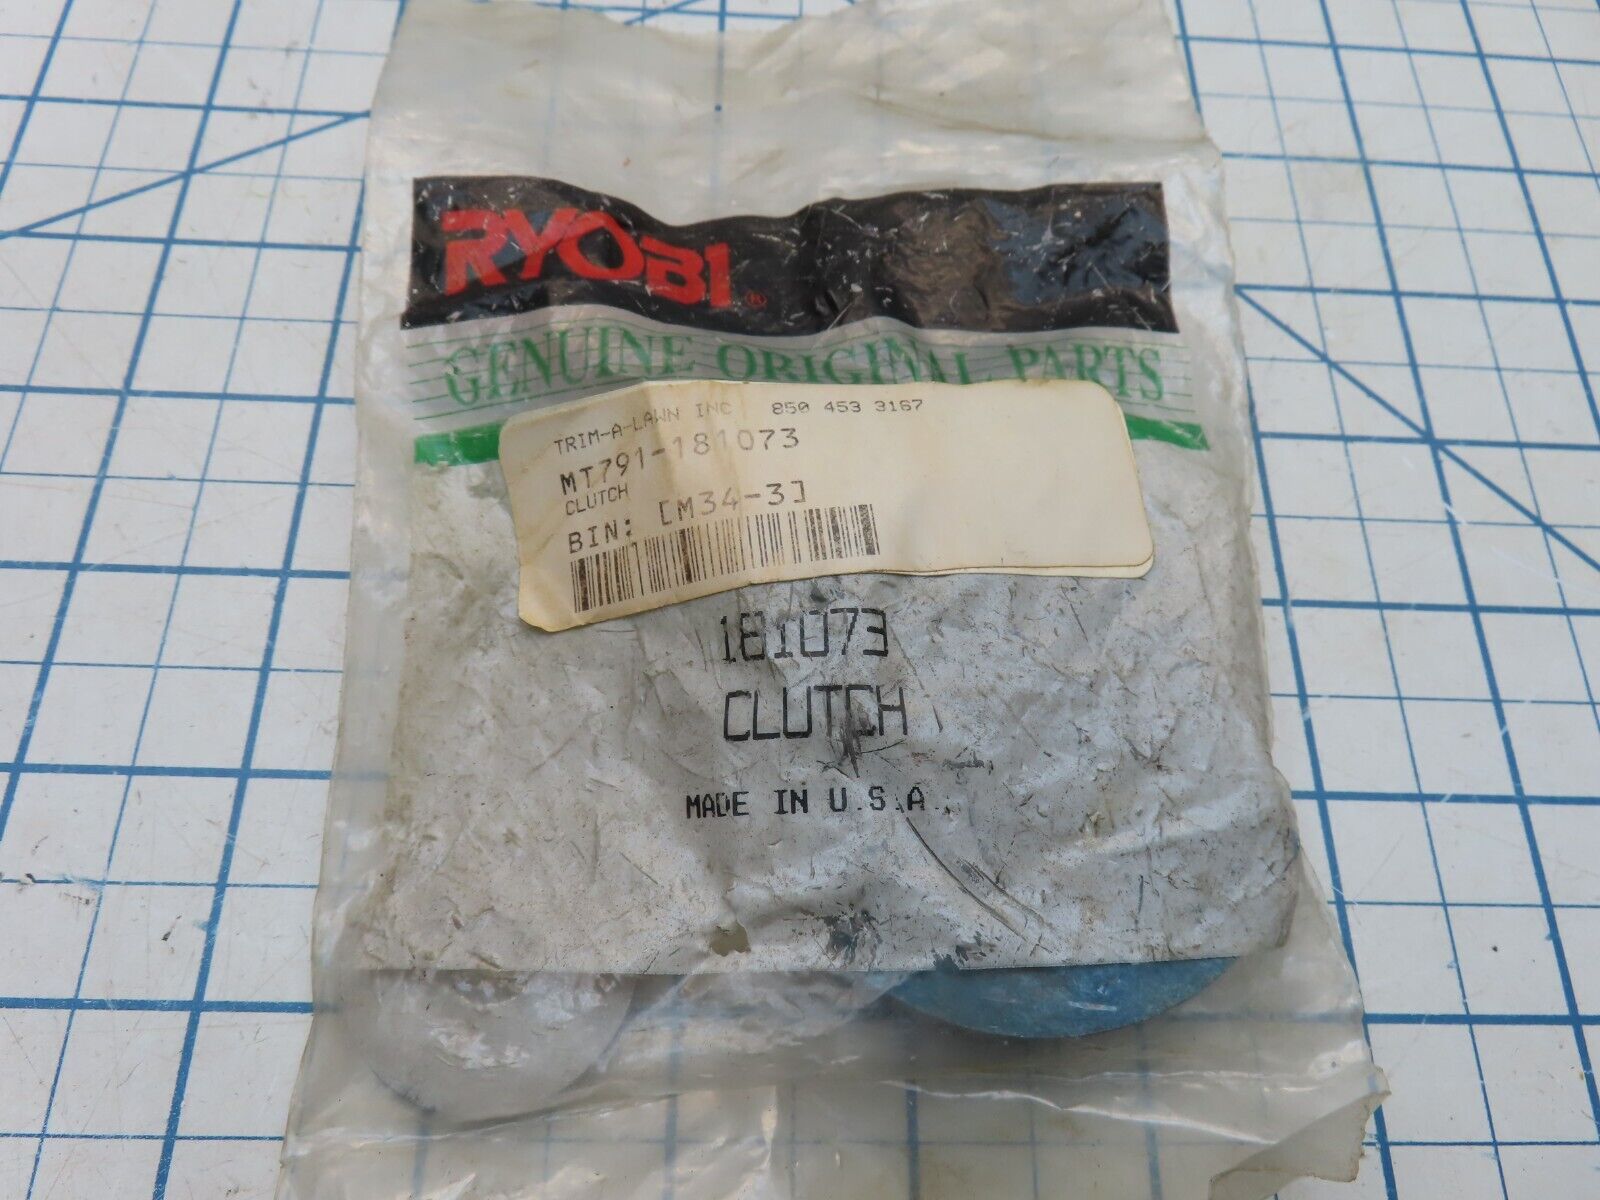 RYOBI®
GENUINE ORIGINAL PARTS
TRIM-A-LAWN INC 850 453 3167
MT791-181073
CLUTCH
BIN: [M34-3]
181073
CLUTCH
MADE IN U.S.A.